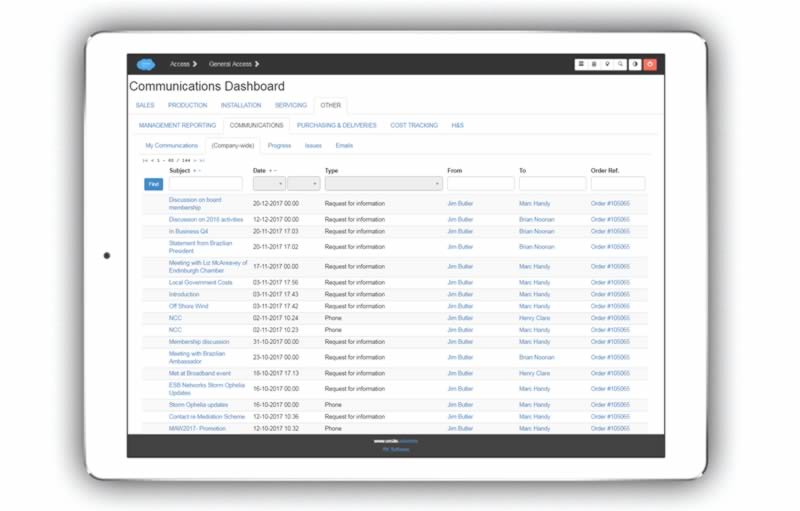 Access General Access
Communications Dashboard
SALES PRODUCTION INSTALLATION SERVICING OTHER
MANAGEMENT REPORTING COMMUNICATIONS PURCHASING & DELIVERIES COST TRACKING H&S
My Communications (Company-wide) Progress Issues Emails
|< < 1 - 40 / 144 > >|
Subject + - Date + - Type From To Order Ref.
Find
Discussion on board
membership 20-12-2017 00.00 Request for information Jim Butler Marc Handy Order #105065
Discussion on 2018 activities 12-12-2017 00.00 Request for information Jim Butler Brian Noonan Order #105065
In Business Q4 20-11-2017 17.03 Request for information Jim Butler Brian Noonan Order #105065
Statement from Brazilian
President 20-11-2017 17.02 Request for information Jim Butler Brian Noonan Order #105065
Meeting with Liz McAreavey of
Endinburgh Chamber 17-11-2017 00.00 Request for information Jim Butler Marc Handy Order #105065
Local Government Costs 03-11-2017 17.56 Request for information Jim Butler Marc Handy Order #105065
Introduction 03-11-2017 17.43 Request for information Jim Butler Marc Handy Order #105065
Off Shore Wind 03-11-2017 17.42 Request for information Jim Butler Marc Handy Order #105065
NCC 02-11-2017 10.24 Phone Jim Butler Henry Clare Order #105065
NCC 02-11-2017 10.23 Phone Jim Butler Marc Handy Order #105065
Membership discussion 31-10-2017 00.00 Request for information Jim Butler Marc Handy Order #105065
Meeting with Brazilian
Ambassador 23-10-2017 00.00 Request for information Jim Butler Brian Noonan Order #105065
Met at Broadband event 18-10-2017 17.13 Request for information Jim Butler Henry Clare Order #105065
ESB Networks Storm Ophelia
Updates 16-10-2017 00.00 Request for information Jim Butler Marc Handy Order #105065
Storm Ophelia updates 16-10-2017 00.00 Phone Jim Butler Marc Handy Order #105065
Contact re Mediation Scheme 12-10-2017 10.36 Request for information Jim Butler Marc Handy Order #105065
MAW2017- Promotion 12-10-2017 10.32 Phone Jim Butler Marc Handy Order #105065
Software